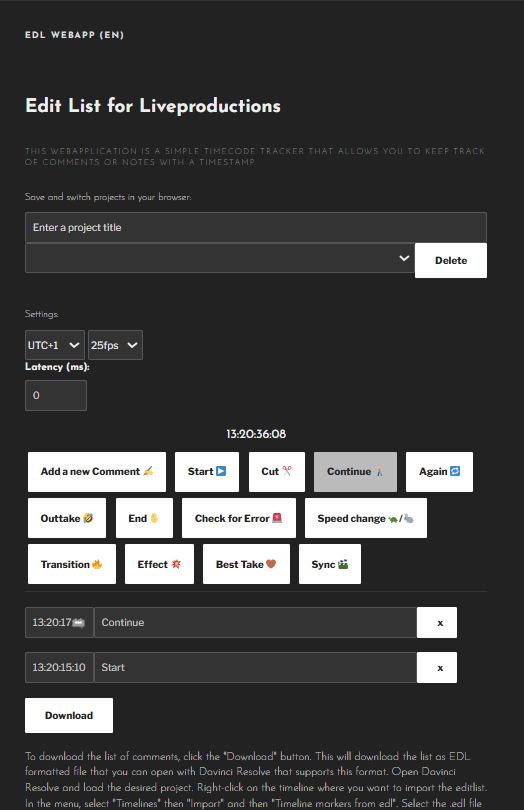 EDL WEBAPP (EN)
Edit List for Liveproductions
THIS WEBAPPLICATION IS A SIMPLE TIMECODE TRACKER THAT ALLOWS YOU TO KEEP TRACK
OF COMMENTS OR NOTES WITH A TIMESTAMP.
Save and switch projects in your browser:
Enter a project title
Delete
Settings:
UTC+1 25fps
Latency (ms):
0
13:20:36:08
Add a new Comment ✍️ Start ▶️ Cut ✂️ Continue 🚶 Again 🔁
Outtake 🤣 End ✋ Check for Error 🚨 Speed change 🐢/🐇
Transition 🔥 Effect 💥 Best Take 🤎 Sync 🎬
13:20:17 Continue x
13:20:15:10 Start x
Download
To download the list of comments, click the "Download" button. This will download the list as EDL
formatted file that you can open with Davinci Resolve that supports this format. Open Davinci
Resolve and load the desired project. Right-click on the timeline where you want to import the editlist.
In the menu, select "Timelines" then "Import" and then "Timeline markers from edl". Select the .edl file